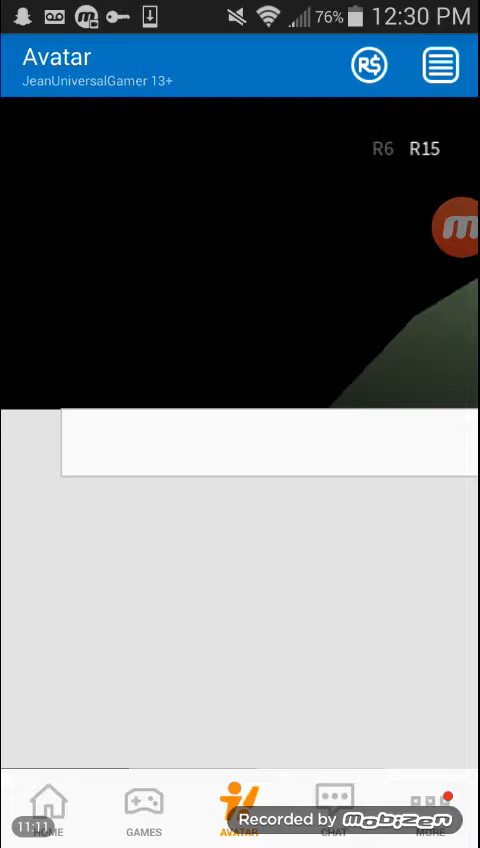 76% 12:30 PM
Avatar
R$
JeanUniversalGamer 13+
R6 R15
HOME GAMES AVATAR CHAT MORE
11:11
Recorded by mobizen